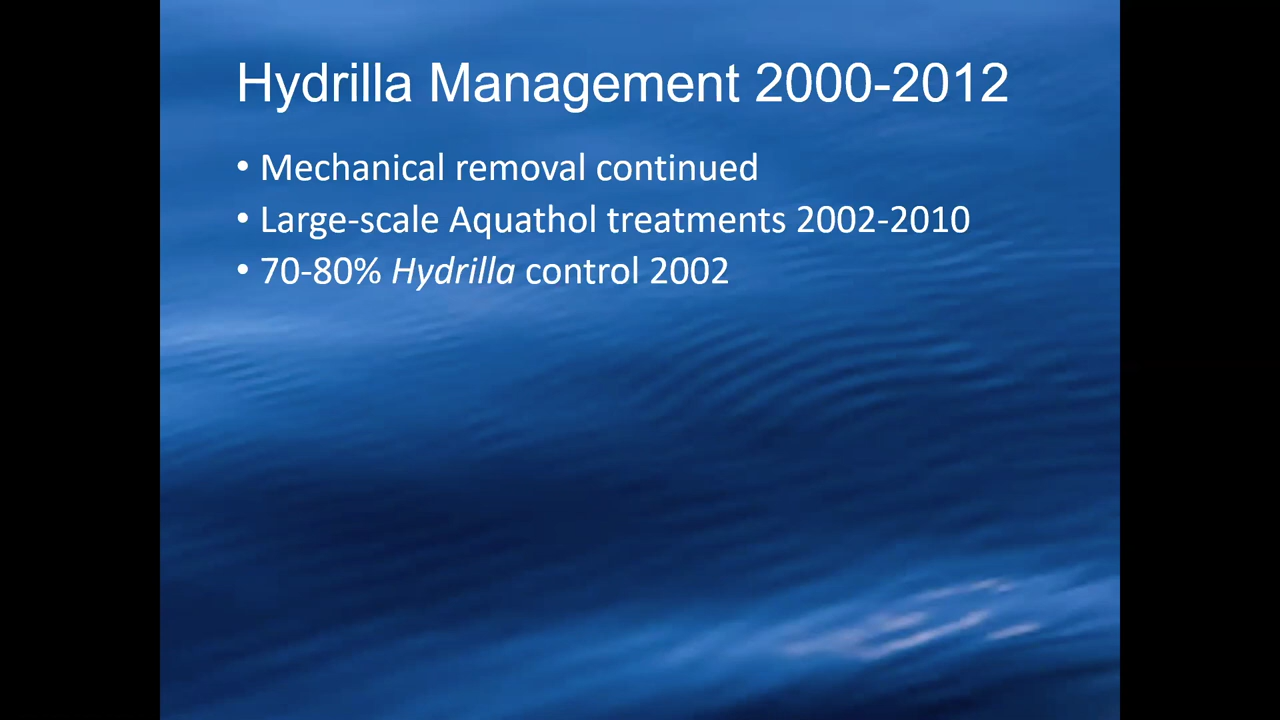 Hydrilla Management 2000-2012
• Mechanical removal continued
• Large-scale Aquathol treatments 2002-2010
• 70-80% Hydrilla control 2002